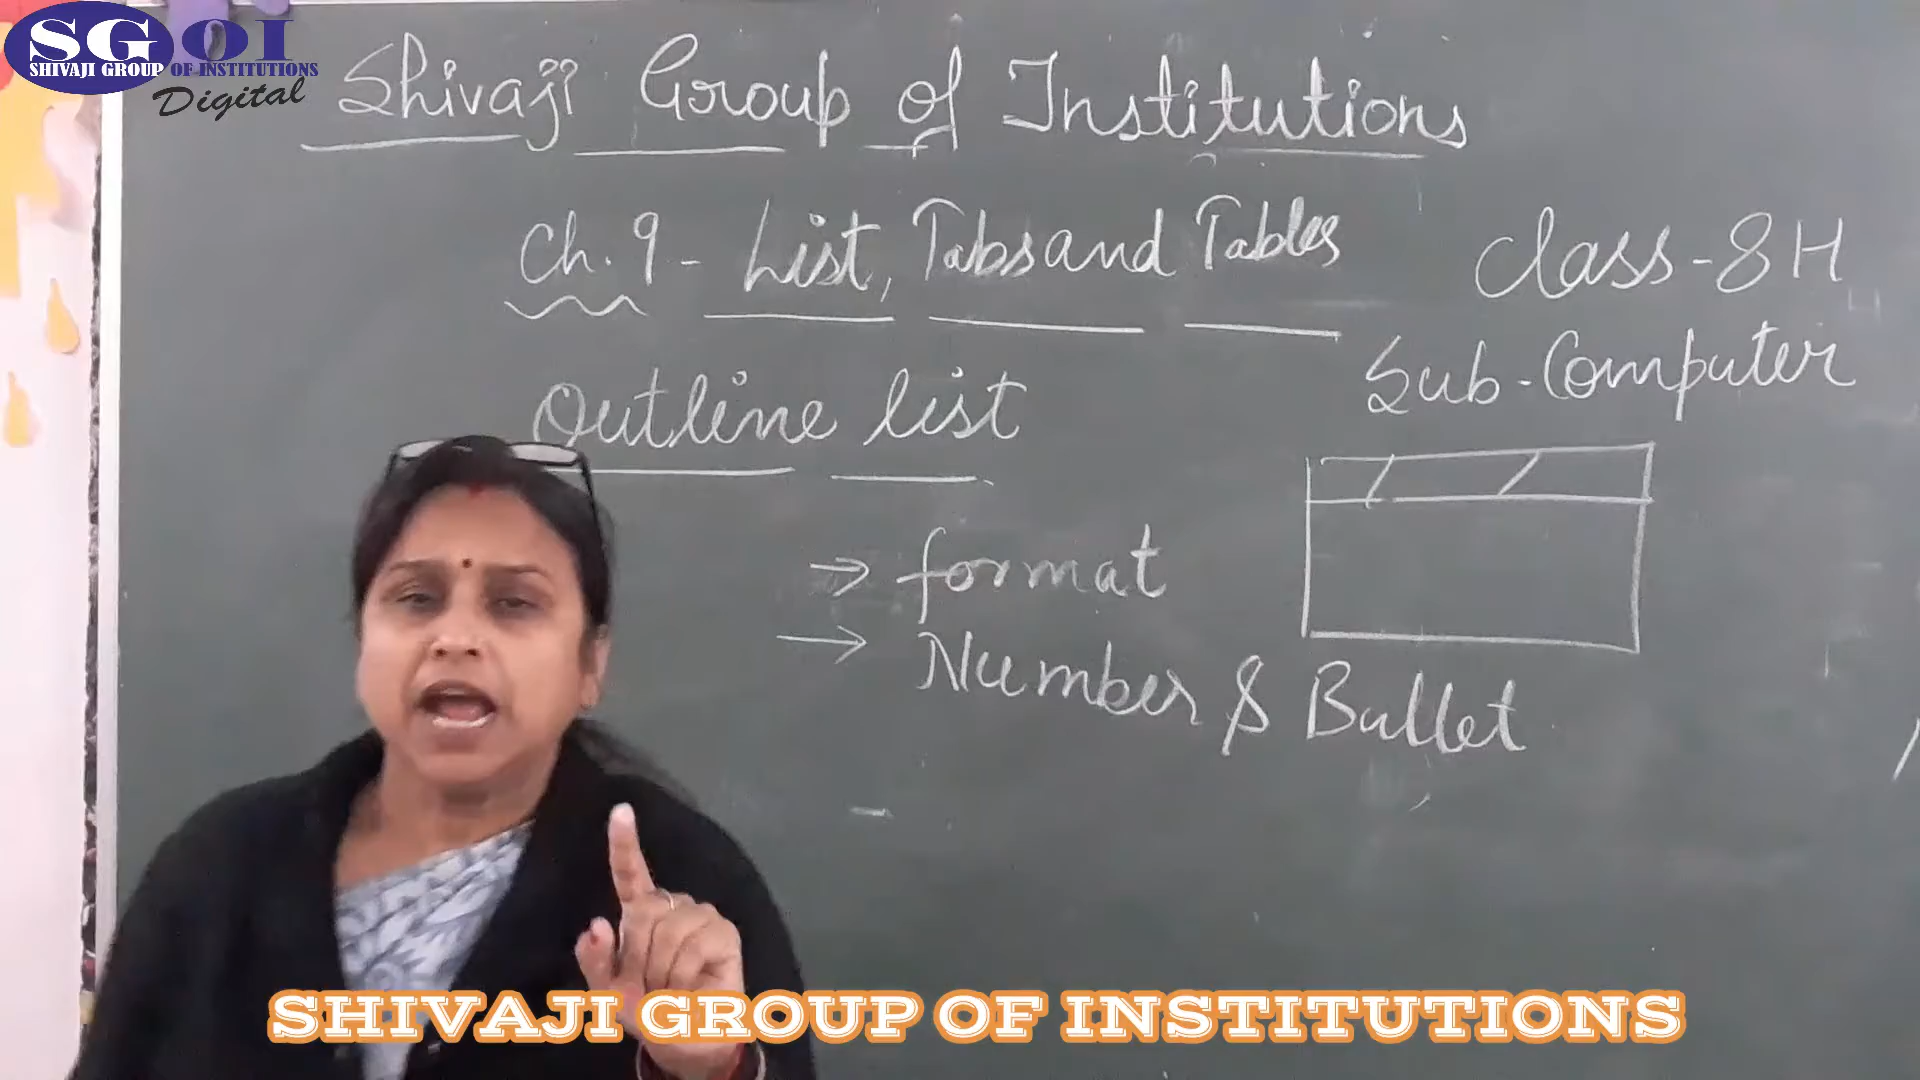 SGOI
SHIVAJI GROUP OF INSTITUTIONS
Digital
Shivaji Group of Institutions
Ch. 9 - List, Tabs and Tables
Class - 8 H
Sub - Computer
Outline list
→ format
→ Number & Bullet
SHIVAJI GROUP OF INSTITUTIONS